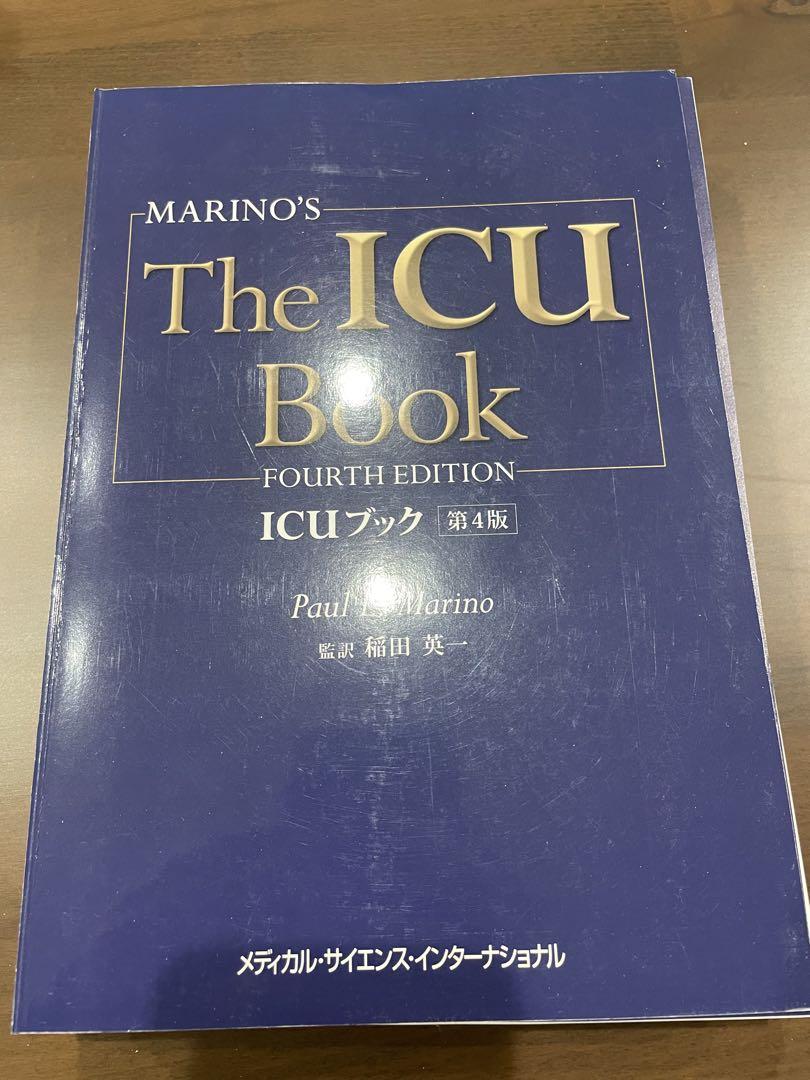 MARINO'S
The ICU
Book
FOURTH EDITION
ICUブック 第4版
Paul L. Marino
監訳 稲田 英一
メディカル・サイエンス・インターナショナル